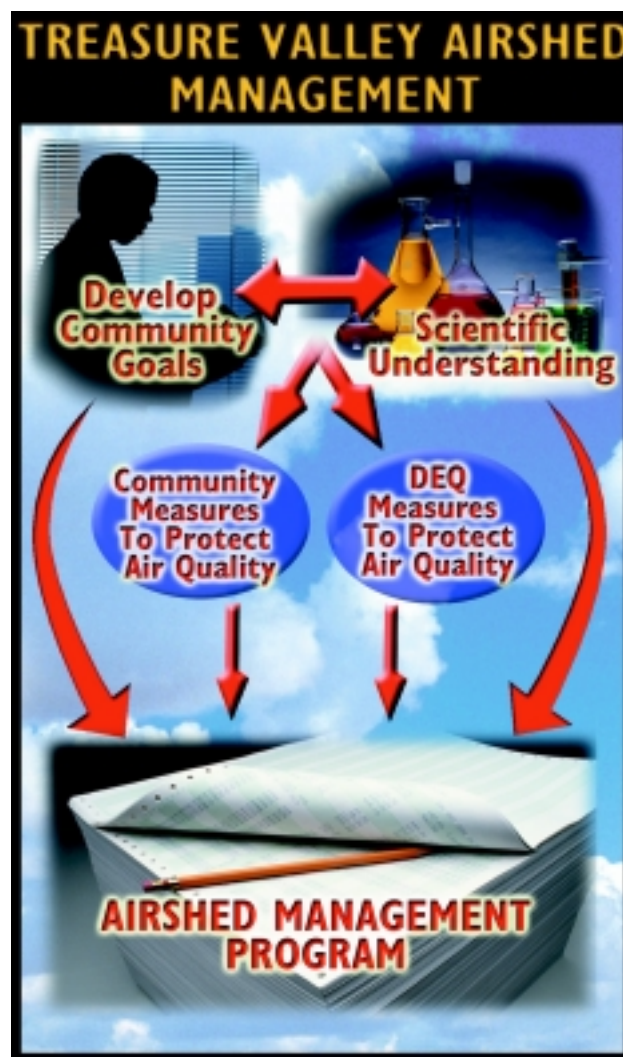 TREASURE VALLEY AIRSHED
MANAGEMENT
Develop
Community
Goals
Scientific
Understanding
Community
Measures
To Protect
Air Quality
DEQ
Measures
To Protect
Air Quality
AIRSHED MANAGEMENT
PROGRAM